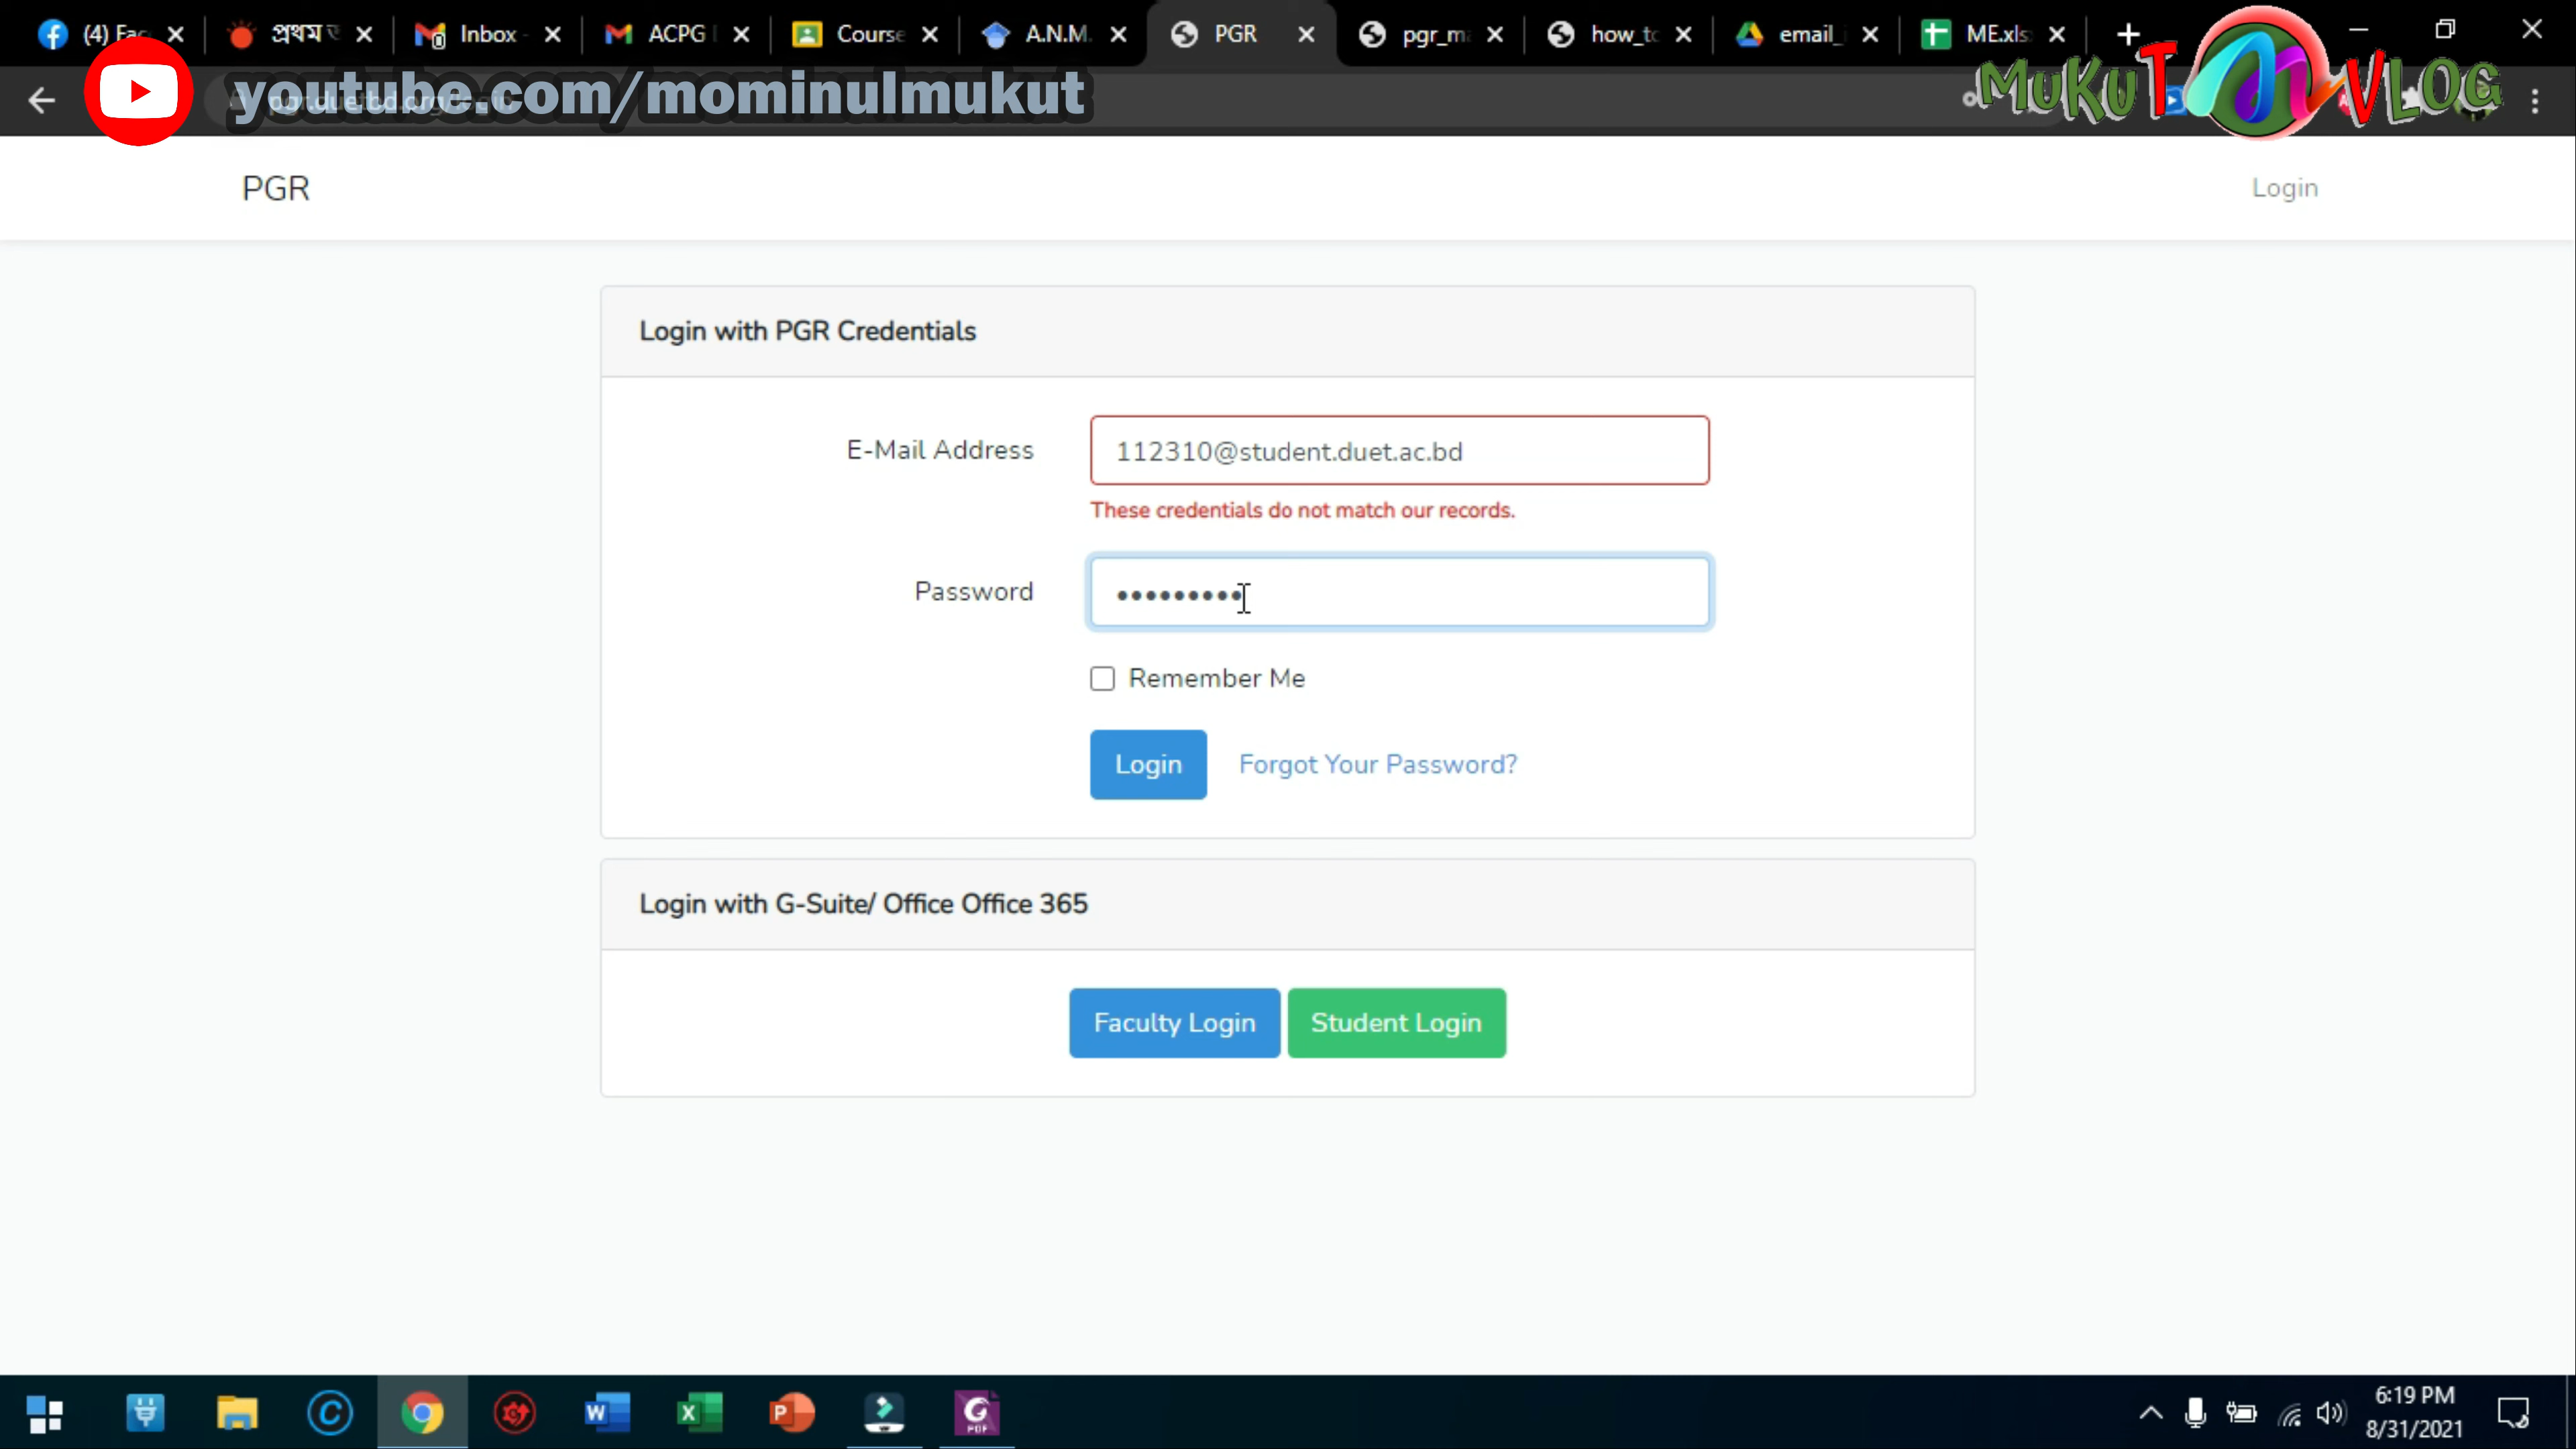 (4) Fac
প্রথম
Inbox -
ACPG
Course
A.N.M.
PGR
pgr_m
how_to
email_
ME.xls
youtube.com/mominulmukut
MUKUT VLOG
PGR
Login
Login with PGR Credentials
E-Mail Address
112310@student.duet.ac.bd
These credentials do not match our records.
Password
Remember Me
Login
Forgot Your Password?
Login with G-Suite/ Office Office 365
Faculty Login
Student Login
6:19 PM
8/31/2021